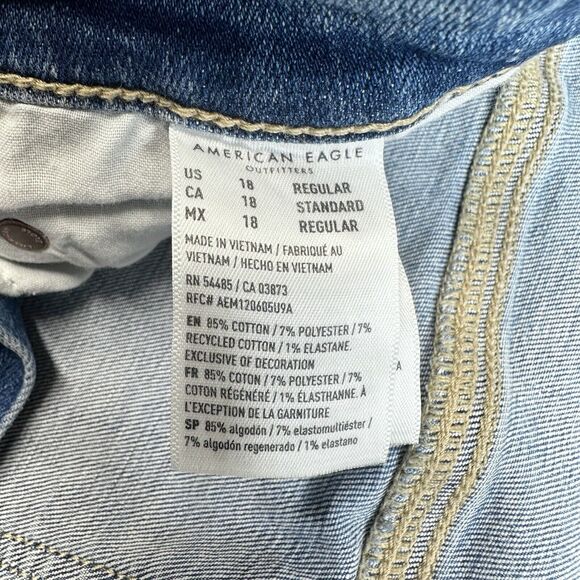 AMERICAN EAGLE
OUTFITTERS
US 18 REGULAR
CA 18 STANDARD
MX 18 REGULAR
MADE IN VIETNAM / FABRIQUÉ AU
VIETNAM / HECHO EN VIETNAM
RN 54485 / CA 03873
RFC# AEM120605U9A
EN 85% COTTON / 7% POLYESTER / 7%
RECYCLED COTTON / 1% ELASTANE.
EXCLUSIVE OF DECORATION
FR 85% COTON / 7% POLYESTER / 7%
COTON RÉGÉNÉRÉ / 1% ÉLASTHANNE. À
L'EXCEPTION DE LA GARNITURE
SP 85% algodón / 7% elastomultiéster /
7% algodón regenerado / 1% elastano
A